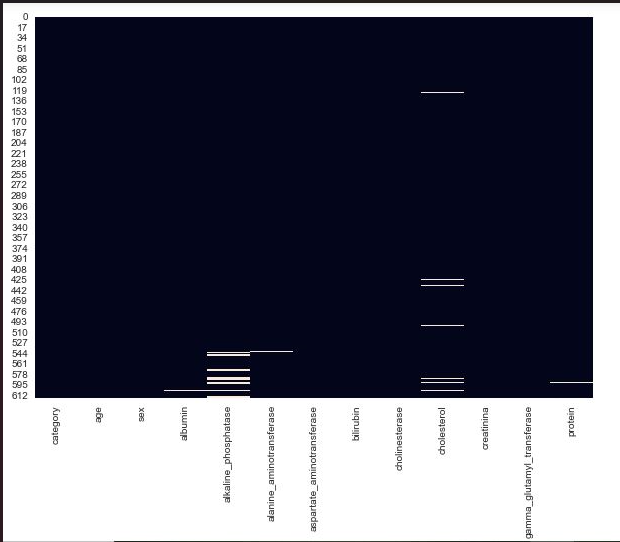 0
17
34
51
68
85
102
119
136
153
170
187
204
221
238
255
272
289
306
323
340
357
374
391
408
425
442
459
476
493
510
527
544
561
578
595
612
category
age
sex
albumin
alkaline_phosphatase
alanine_aminotransferase
aspartate_aminotransferase
bilirubin
cholinesterase
cholesterol
creatinina
gamma_glutamyl_transferase
protein